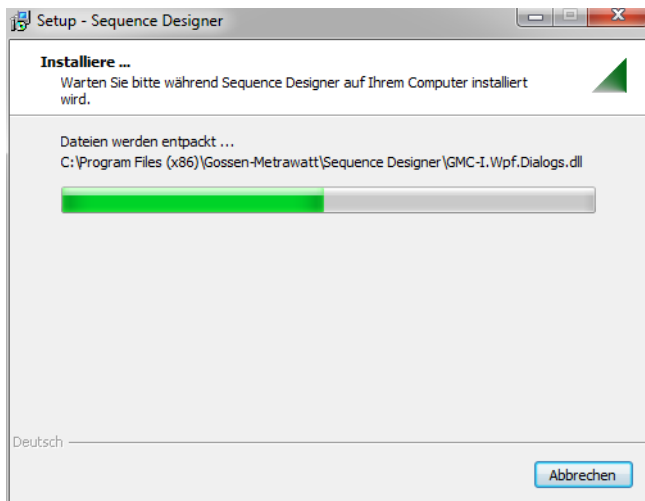 Setup - Sequence Designer
Installiere ...
Warten Sie bitte während Sequence Designer auf Ihrem Computer installiert
wird.
Dateien werden entpackt ...
C:\Program Files (x86)\Gossen-Metrawatt\Sequence Designer\GMC-I.Wpf.Dialogs.dll
Deutsch
Abbrechen